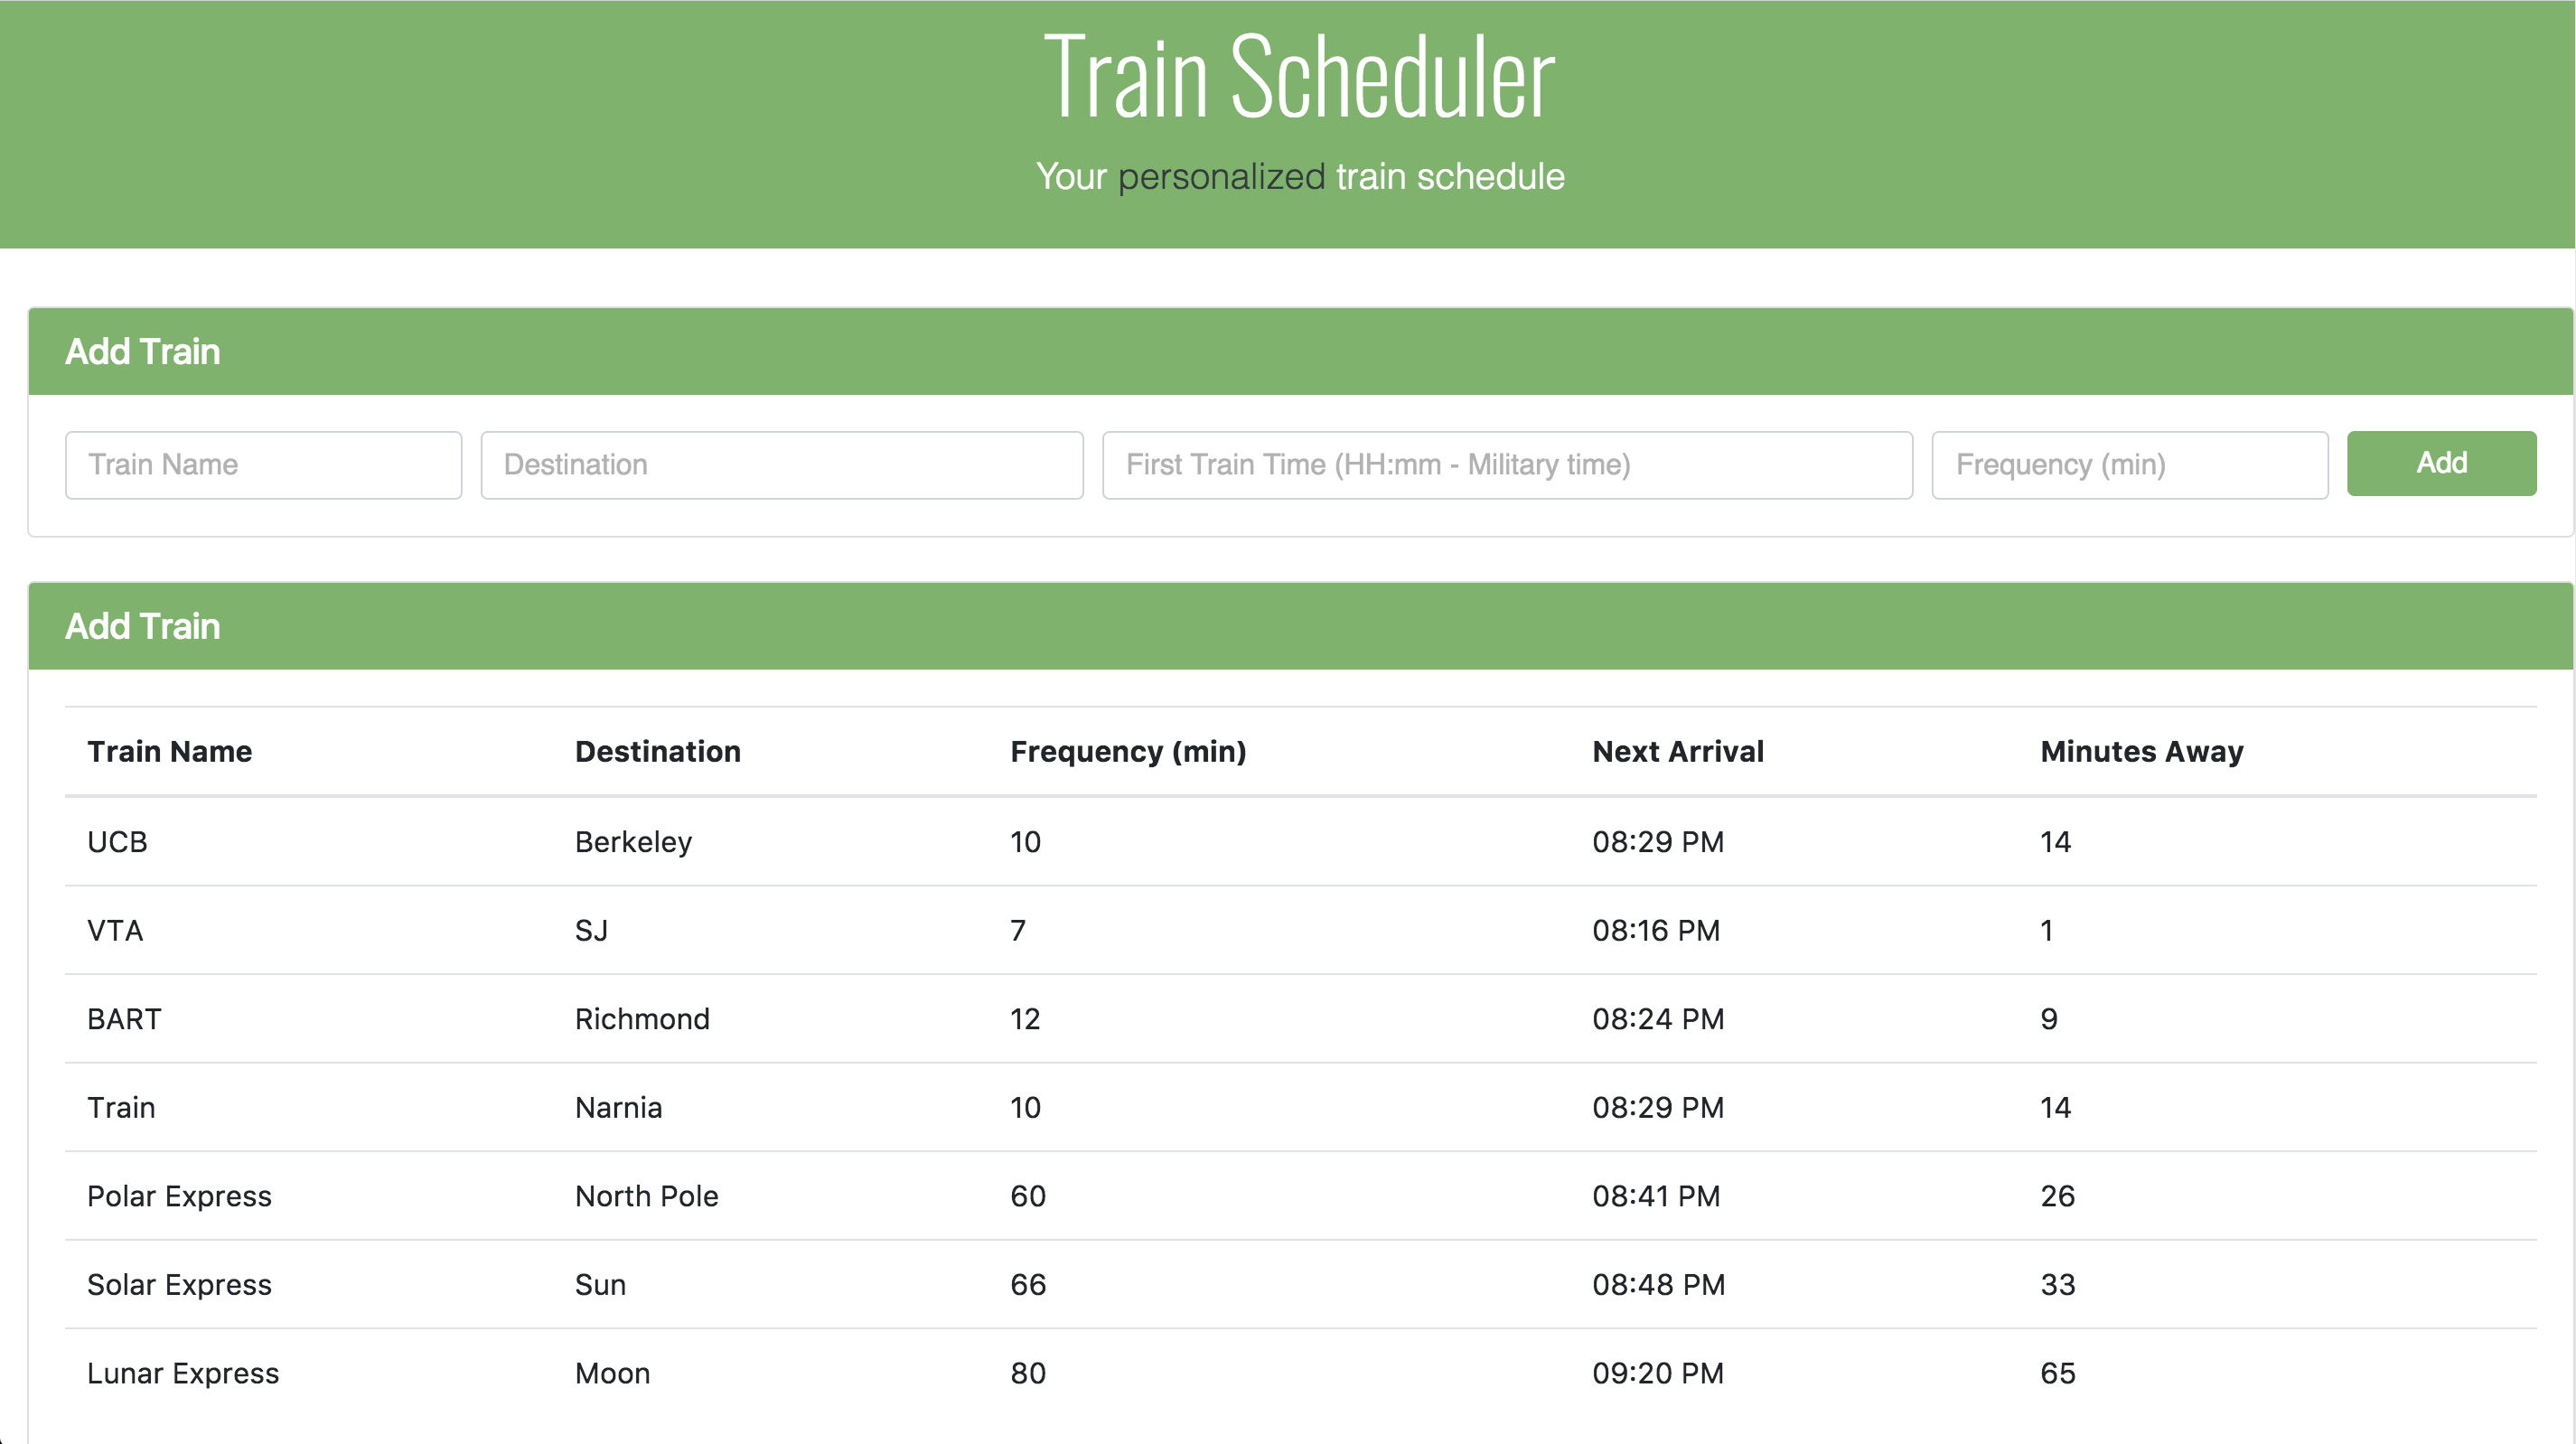 Train Scheduler
Your personalized train schedule
Add Train
Train Name Destination First Train Time (HH:mm - Military time) Frequency (min) Add
Add Train
Train Name Destination Frequency (min) Next Arrival Minutes Away
UCB Berkeley 10 08:29 PM 14
VTA SJ 7 08:16 PM 1
BART Richmond 12 08:24 PM 9
Train Narnia 10 08:29 PM 14
Polar Express North Pole 60 08:41 PM 26
Solar Express Sun 66 08:48 PM 33
Lunar Express Moon 80 09:20 PM 65